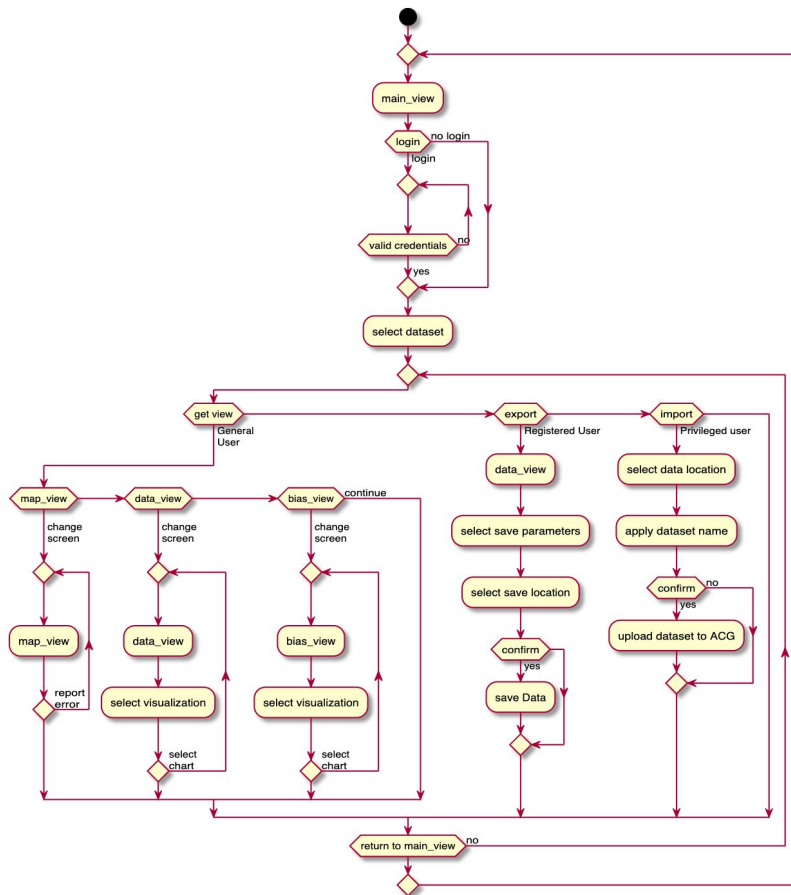 main_view
login
no login
login
valid credentials
no
yes
select dataset
get view
General
User
export
Registered User
import
Privileged user
map_view
data_view
bias_view
continue
change
screen
change
screen
change
screen
map_view
report
error
data_view
select visualization
select
chart
bias_view
select visualization
select
chart
data_view
select save parameters
select save location
confirm
yes
save Data
select data location
apply dataset name
confirm
no
yes
upload dataset to ACG
return to main_view
no